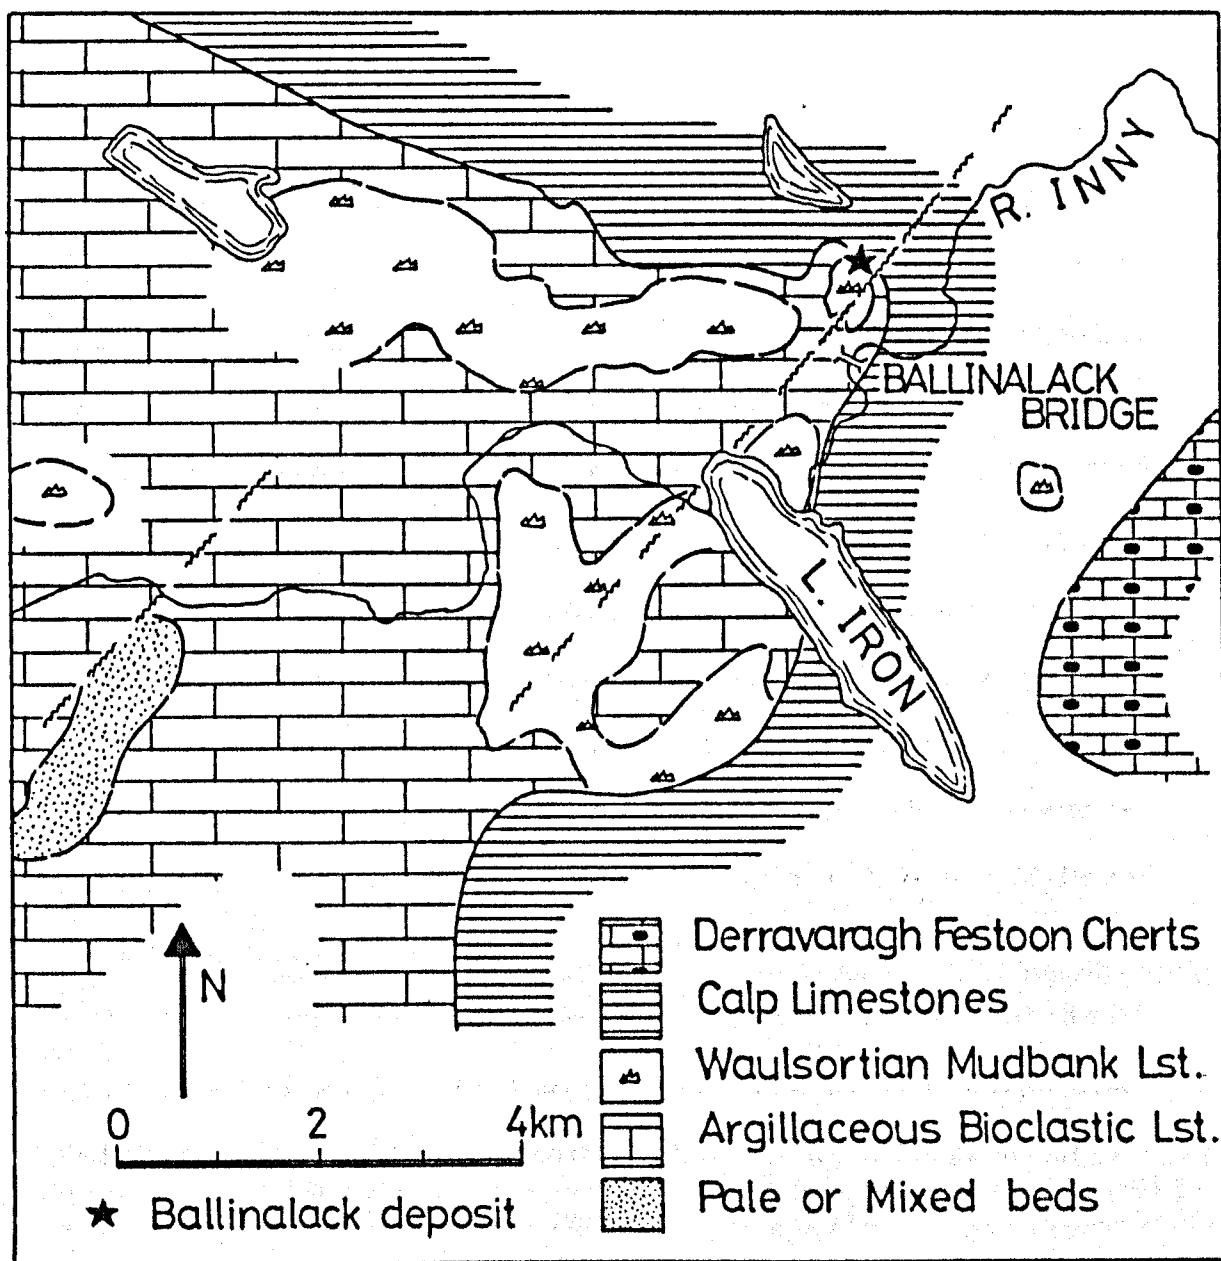 R. INNY
BALLINALACK
BRIDGE
L. IRON
N
Derravaragh Festoon Cherts
Calp Limestones
Waulsortian Mudbank Lst.
Argillaceous Bioclastic Lst.
Pale or Mixed beds
0 2 4km
★ Ballinalack deposit